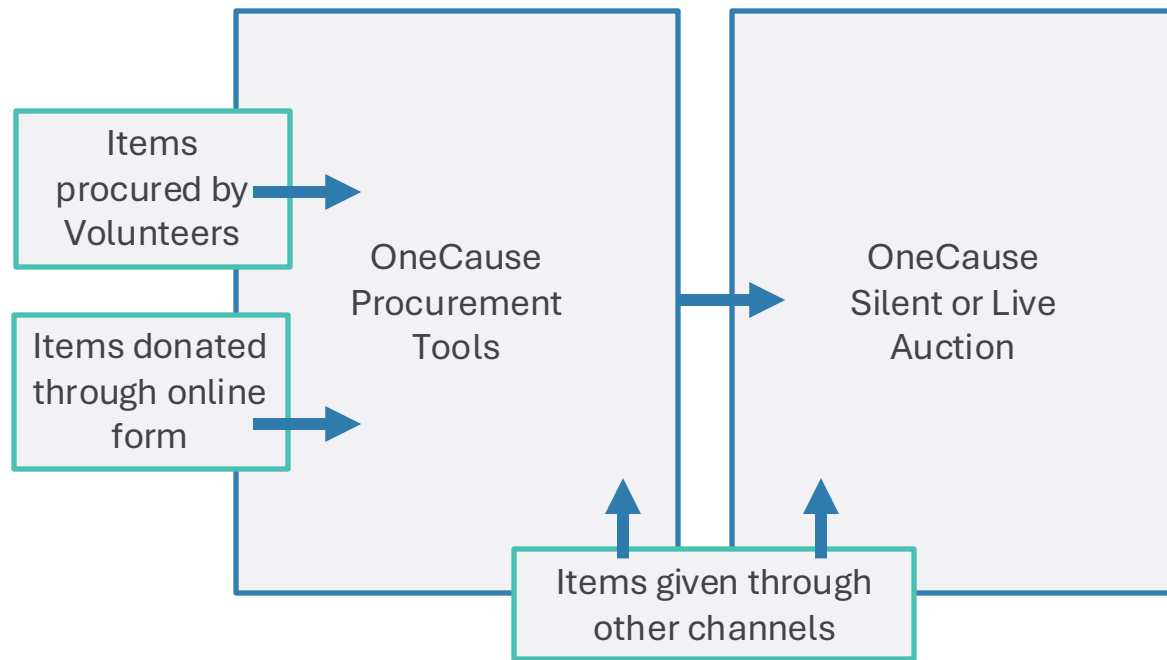 Items
procured by
Volunteers
Items donated
through online
form
OneCause
Procurement
Tools
OneCause
Silent or Live
Auction
Items given through
other channels